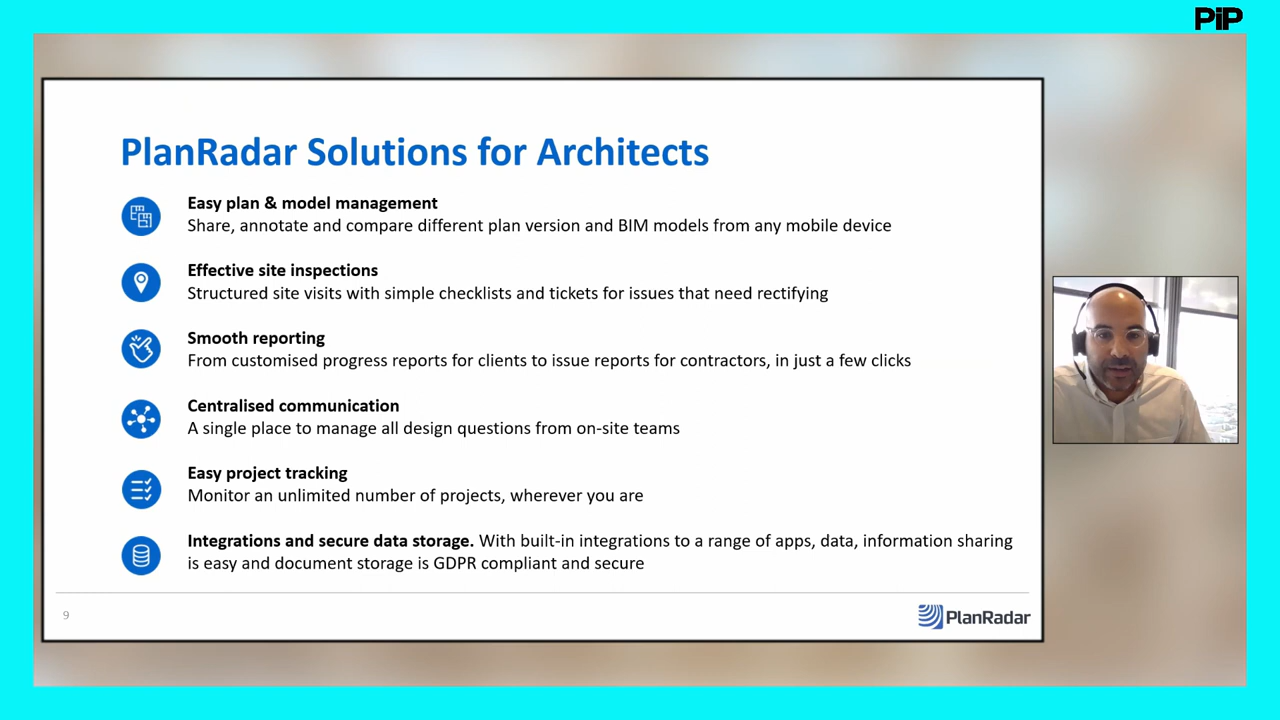 PiP
PlanRadar Solutions for Architects
Easy plan & model management
Share, annotate and compare different plan version and BIM models from any mobile device
Effective site inspections
Structured site visits with simple checklists and tickets for issues that need rectifying
Smooth reporting
From customised progress reports for clients to issue reports for contractors, in just a few clicks
Centralised communication
A single place to manage all design questions from on-site teams
Easy project tracking
Monitor an unlimited number of projects, wherever you are
Integrations and secure data storage. With built-in integrations to a range of apps, data, information sharing
is easy and document storage is GDPR compliant and secure
9
PlanRadar